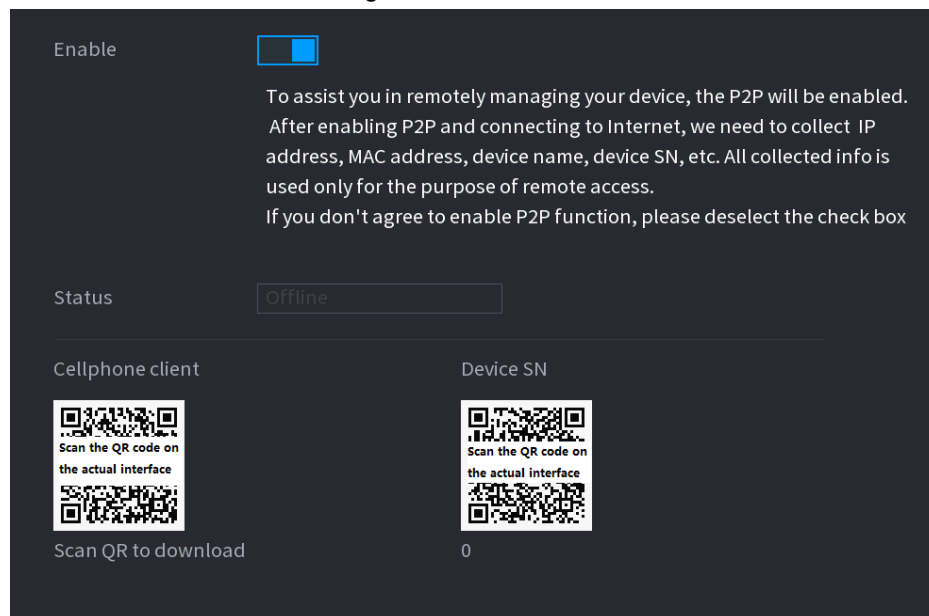 Enable
To assist you in remotely managing your device, the P2P will be enabled.
After enabling P2P and connecting to Internet, we need to collect IP
address, MAC address, device name, device SN, etc. All collected info is
used only for the purpose of remote access.
If you don't agree to enable P2P function, please deselect the check box
Status
Offline
Cellphone client
Device SN
Scan the QR code on
the actual interface
Scan the QR code on
the actual interface
Scan QR to download
0